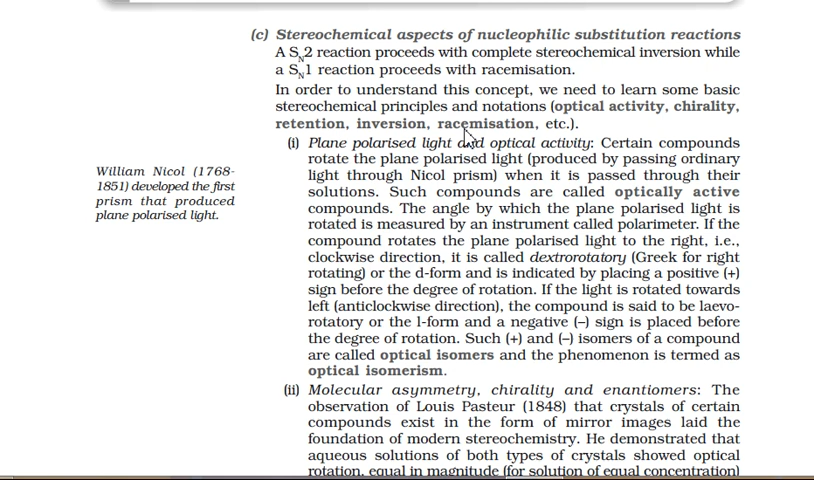 (c) Stereochemical aspects of nucleophilic substitution reactions
A SN2 reaction proceeds with complete stereochemical inversion while
a SN1 reaction proceeds with racemisation.
In order to understand this concept, we need to learn some basic
stereochemical principles and notations (optical activity, chirality,
retention, inversion, racemisation, etc.).
(i) Plane polarised light and optical activity: Certain compounds
rotate the plane polarised light (produced by passing ordinary
light through Nicol prism) when it is passed through their
solutions. Such compounds are called optically active
compounds. The angle by which the plane polarised light is
rotated is measured by an instrument called polarimeter. If the
compound rotates the plane polarised light to the right, i.e.,
clockwise direction, it is called dextrorotatory (Greek for right
rotating) or the d-form and is indicated by placing a positive (+)
sign before the degree of rotation. If the light is rotated towards
left (anticlockwise direction), the compound is said to be laevo-
rotatory or the l-form and a negative (–) sign is placed before
the degree of rotation. Such (+) and (–) isomers of a compound
are called optical isomers and the phenomenon is termed as
optical isomerism.
William Nicol (1768-
1851) developed the first
prism that produced
plane polarised light.
(ii) Molecular asymmetry, chirality and enantiomers: The
observation of Louis Pasteur (1848) that crystals of certain
compounds exist in the form of mirror images laid the
foundation of modern stereochemistry. He demonstrated that
aqueous solutions of both types of crystals showed optical
rotation, equal in magnitude (for solution of equal concentration)